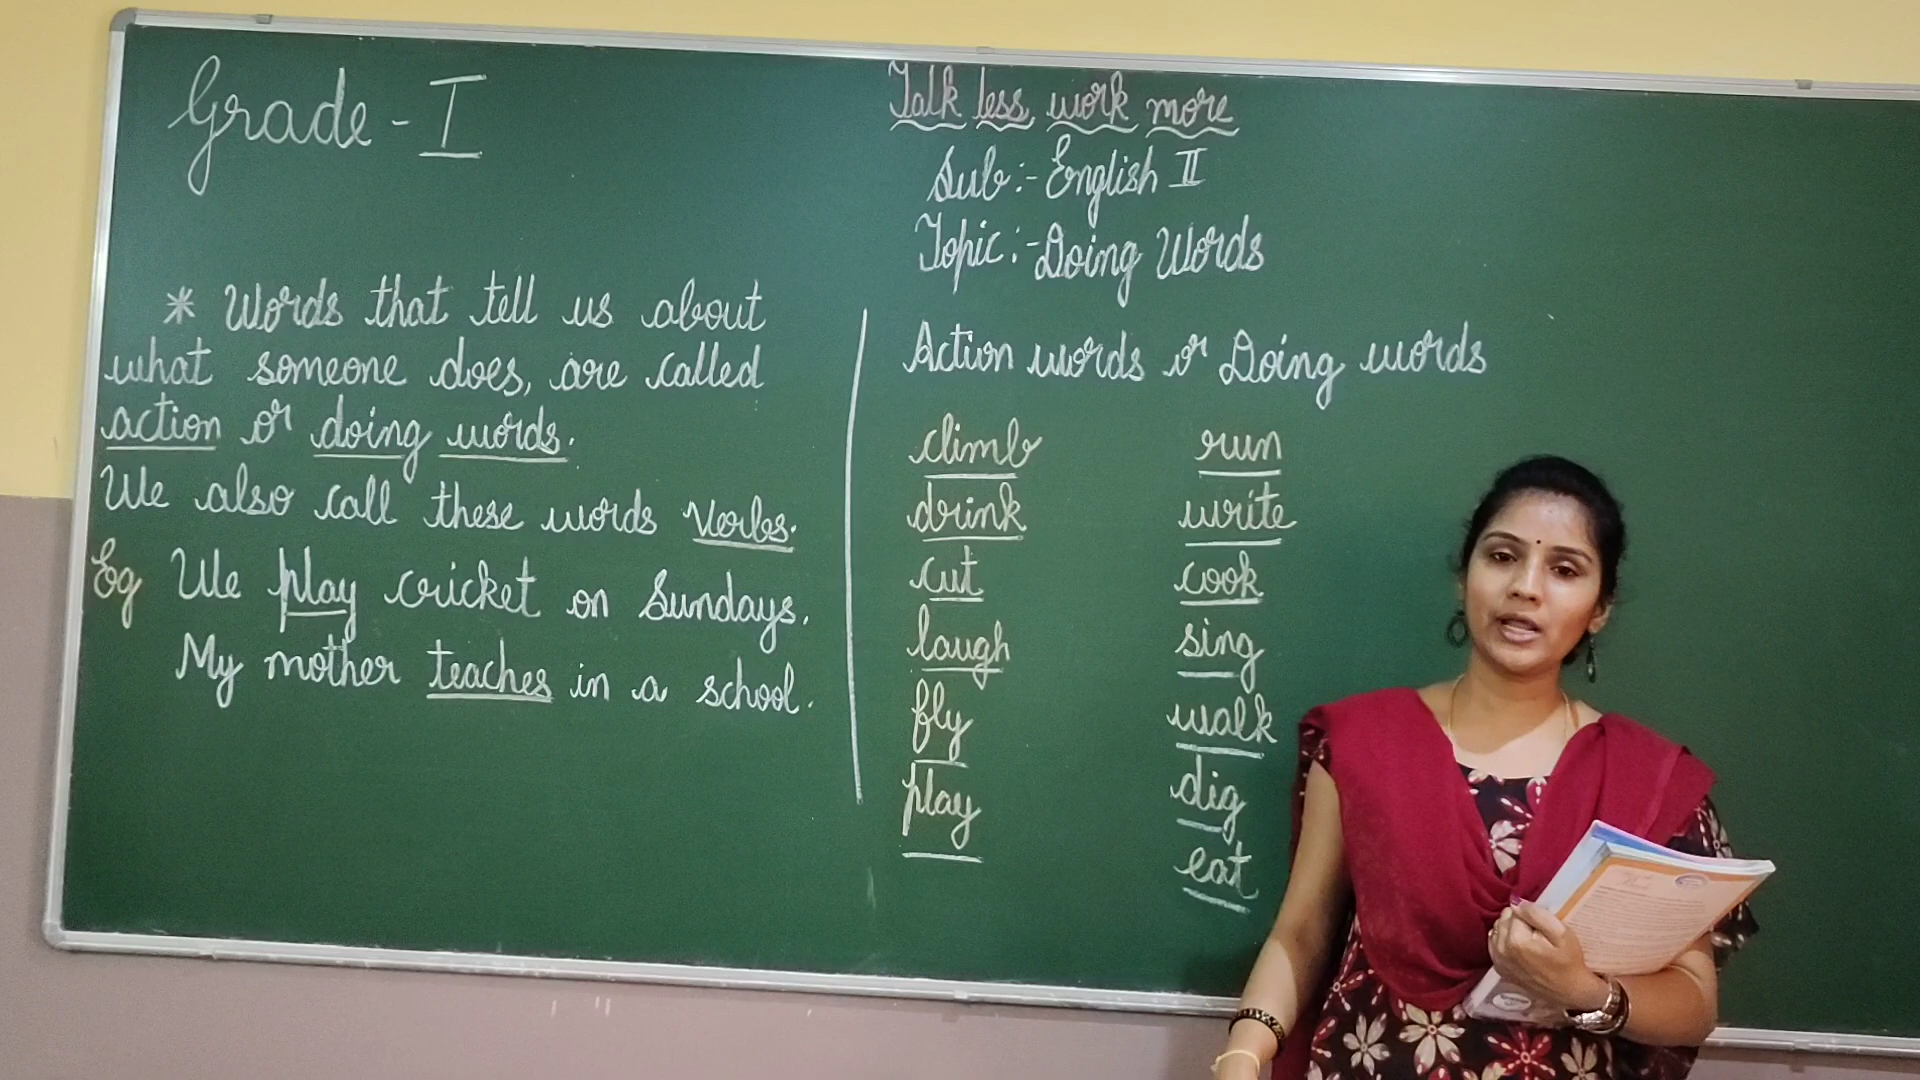 Grade - I
Talk less work more
Sub:- English II
Topic:- Doing Words
* Words that tell us about
what someone does, are called
action or doing words.
We also call these words Verbs.
Eg We play cricket on Sundays.
My mother teaches in a school.
Action words or Doing words
climb run
drink write
cut cook
laugh sing
fly walk
play dig
eat